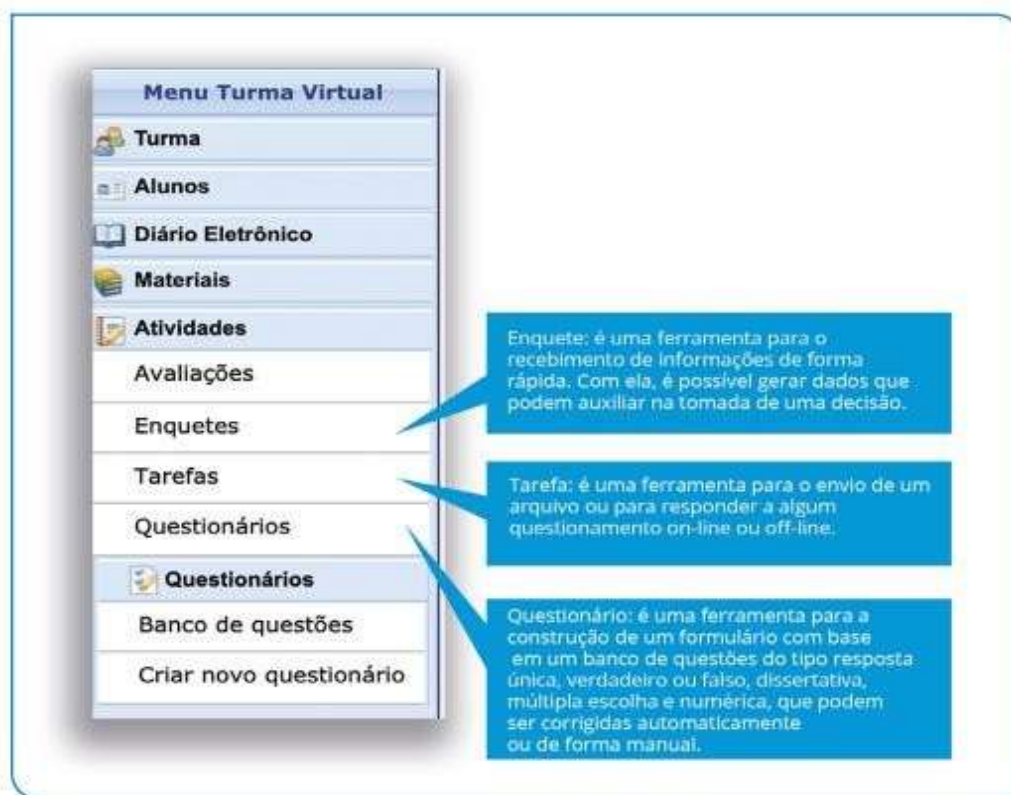 Menu Turma Virtual
Turma
Alunos
Diário Eletrônico
Materiais
Atividades
Avaliações
Enquetes
Tarefas
Questionários
Questionários
Banco de questões
Criar novo questionário
Enquete: é uma ferramenta para o
recebimento de informações de forma
rápida. Com ela, é possível gerar dados que
podem auxiliar na tomada de uma decisão.
Tarefa: é uma ferramenta para o envio de um
arquivo ou para responder a algum
questionamento on-line ou off-line.
Questionário: é uma ferramenta para a
construção de um formulário com base
em um banco de questões do tipo resposta
única, verdadeiro ou falso, dissertativa,
múltipla escolha e numérica, que podem
ser corrigidas automaticamente
ou de forma manual.